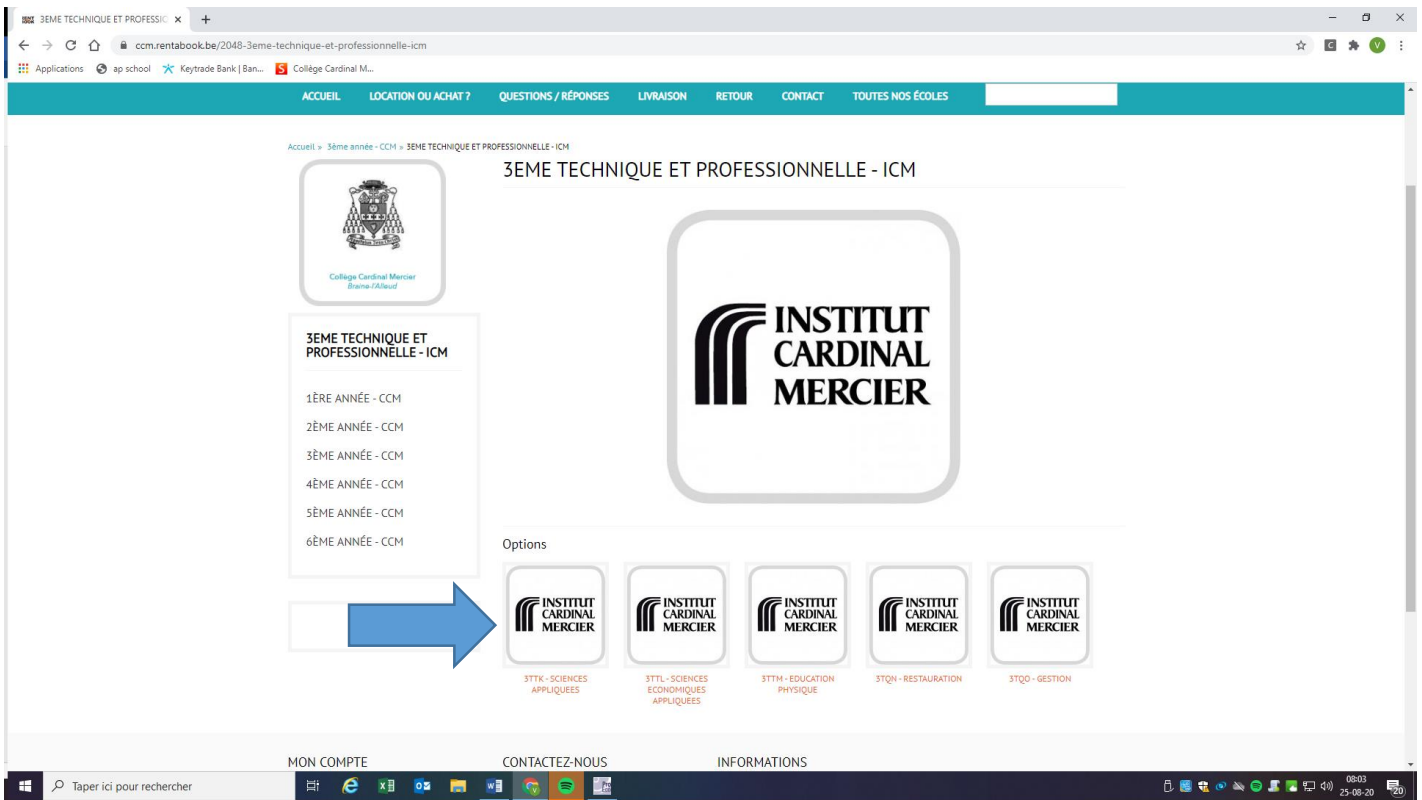 3EME TECHNIQUE ET PROFESSIO
ccm.rentabook.be/2048-3eme-technique-et-professionnelle-icm
Applications
ap school
Keytrade Bank | Ban...
Collège Cardinal M...
ACCUEIL
LOCATION OU ACHAT ?
QUESTIONS / RÉPONSES
LIVRAISON
RETOUR
CONTACT
TOUTES NOS ÉCOLES
Accueil » 3ème année - CCM » 3EME TECHNIQUE ET PROFESSIONNELLE - ICM
3EME TECHNIQUE ET PROFESSIONNELLE - ICM
Collège Cardinal Mercier
Braine-l'Alleud
INSTITUT
CARDINAL
MERCIER
3EME TECHNIQUE ET
PROFESSIONNELLE - ICM
1ÈRE ANNÉE - CCM
2ÈME ANNÉE - CCM
3ÈME ANNÉE - CCM
4ÈME ANNÉE - CCM
5ÈME ANNÉE - CCM
6ÈME ANNÉE - CCM
Options
INSTITUT
CARDINAL
MERCIER
INSTITUT
CARDINAL
MERCIER
INSTITUT
CARDINAL
MERCIER
INSTITUT
CARDINAL
MERCIER
INSTITUT
CARDINAL
MERCIER
3TTK - SCIENCES
APPLIQUEES
3TTL - SCIENCES
ECONOMIQUES
APPLIQUEES
3TTM - EDUCATION
PHYSIQUE
3TQN - RESTAURATION
3TQO - GESTION
MON COMPTE
CONTACTEZ-NOUS
INFORMATIONS
Taper ici pour rechercher
08:03
25-08-20
20